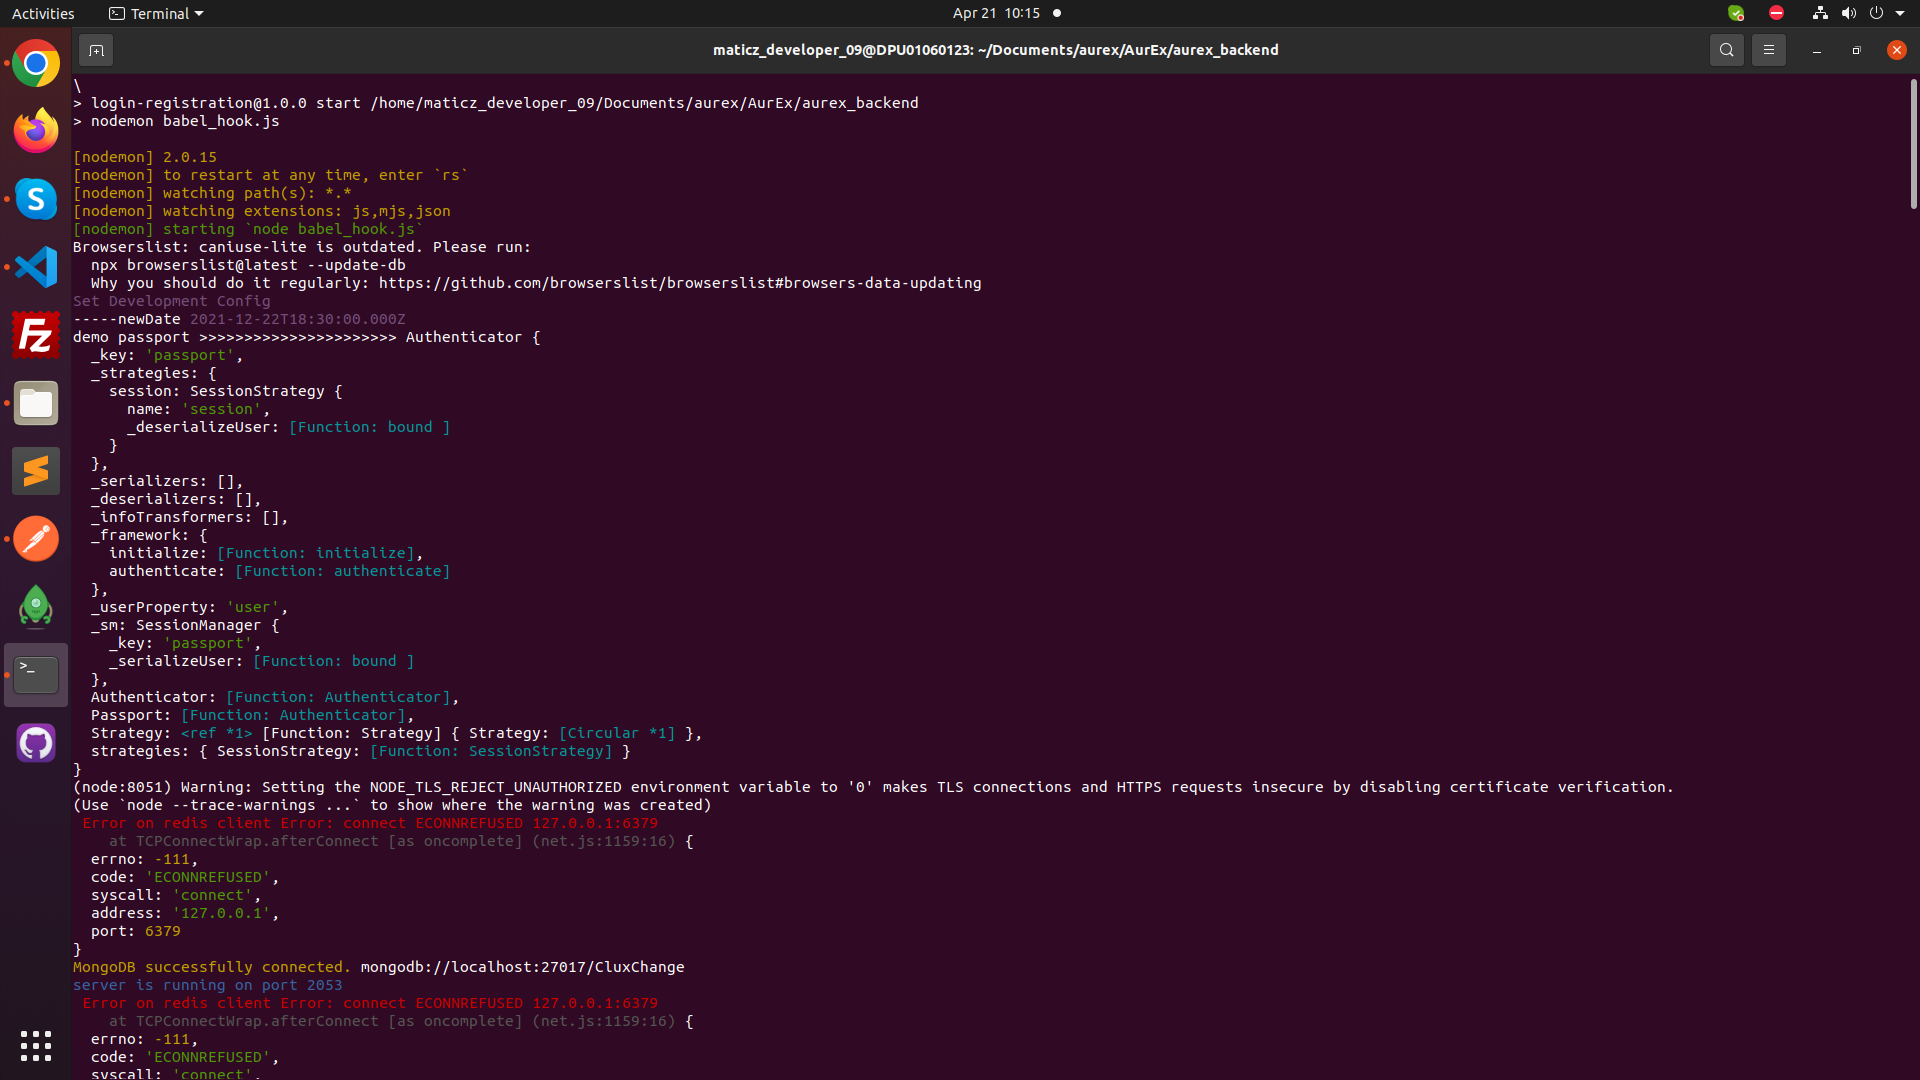 Activities
Terminal
Apr 21 10:15
maticz_developer_09@DPU01060123: ~/Documents/aurex/AurEx/aurex_backend
\
> login-registration@1.0.0 start /home/maticz_developer_09/Documents/aurex/AurEx/aurex_backend
> nodemon babel_hook.js
[nodemon] 2.0.15
[nodemon] to restart at any time, enter `rs`
[nodemon] watching path(s): *.*
[nodemon] watching extensions: js,mjs,json
[nodemon] starting `node babel_hook.js`
Browserslist: caniuse-lite is outdated. Please run:
  npx browserslist@latest --update-db
  Why you should do it regularly: https://github.com/browserslist/browserslist#browsers-data-updating
Set Development Config
-----newDate 2021-12-22T18:30:00.000Z
demo passport >>>>>>>>>>>>>>>>>>>>>> Authenticator {
  _key: 'passport',
  _strategies: {
    session: SessionStrategy {
      name: 'session',
      _deserializeUser: [Function: bound ]
    }
  },
  _serializers: [],
  _deserializers: [],
  _infoTransformers: [],
  _framework: {
    initialize: [Function: initialize],
    authenticate: [Function: authenticate]
  },
  _userProperty: 'user',
  _sm: SessionManager {
    _key: 'passport',
    _serializeUser: [Function: bound ]
  },
  Authenticator: [Function: Authenticator],
  Passport: [Function: Authenticator],
  Strategy: <ref *1> [Function: Strategy] { Strategy: [Circular *1] },
  strategies: { SessionStrategy: [Function: SessionStrategy] }
}
(node:8051) Warning: Setting the NODE_TLS_REJECT_UNAUTHORIZED environment variable to '0' makes TLS connections and HTTPS requests insecure by disabling certificate verification.
(Use `node --trace-warnings ...` to show where the warning was created)
 Error on redis client Error: connect ECONNREFUSED 127.0.0.1:6379
    at TCPConnectWrap.afterConnect [as oncomplete] (net.js:1159:16) {
  errno: -111,
  code: 'ECONNREFUSED',
  syscall: 'connect',
  address: '127.0.0.1',
  port: 6379
}
MongoDB successfully connected. mongodb://localhost:27017/CluxChange
server is running on port 2053
 Error on redis client Error: connect ECONNREFUSED 127.0.0.1:6379
    at TCPConnectWrap.afterConnect [as oncomplete] (net.js:1159:16) {
  errno: -111,
  code: 'ECONNREFUSED',
  syscall: 'connect',